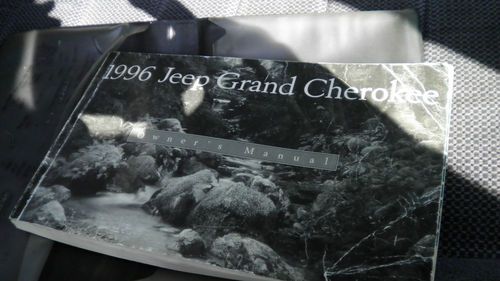 1996 Jeep Grand Cherokee
Owner's Manual